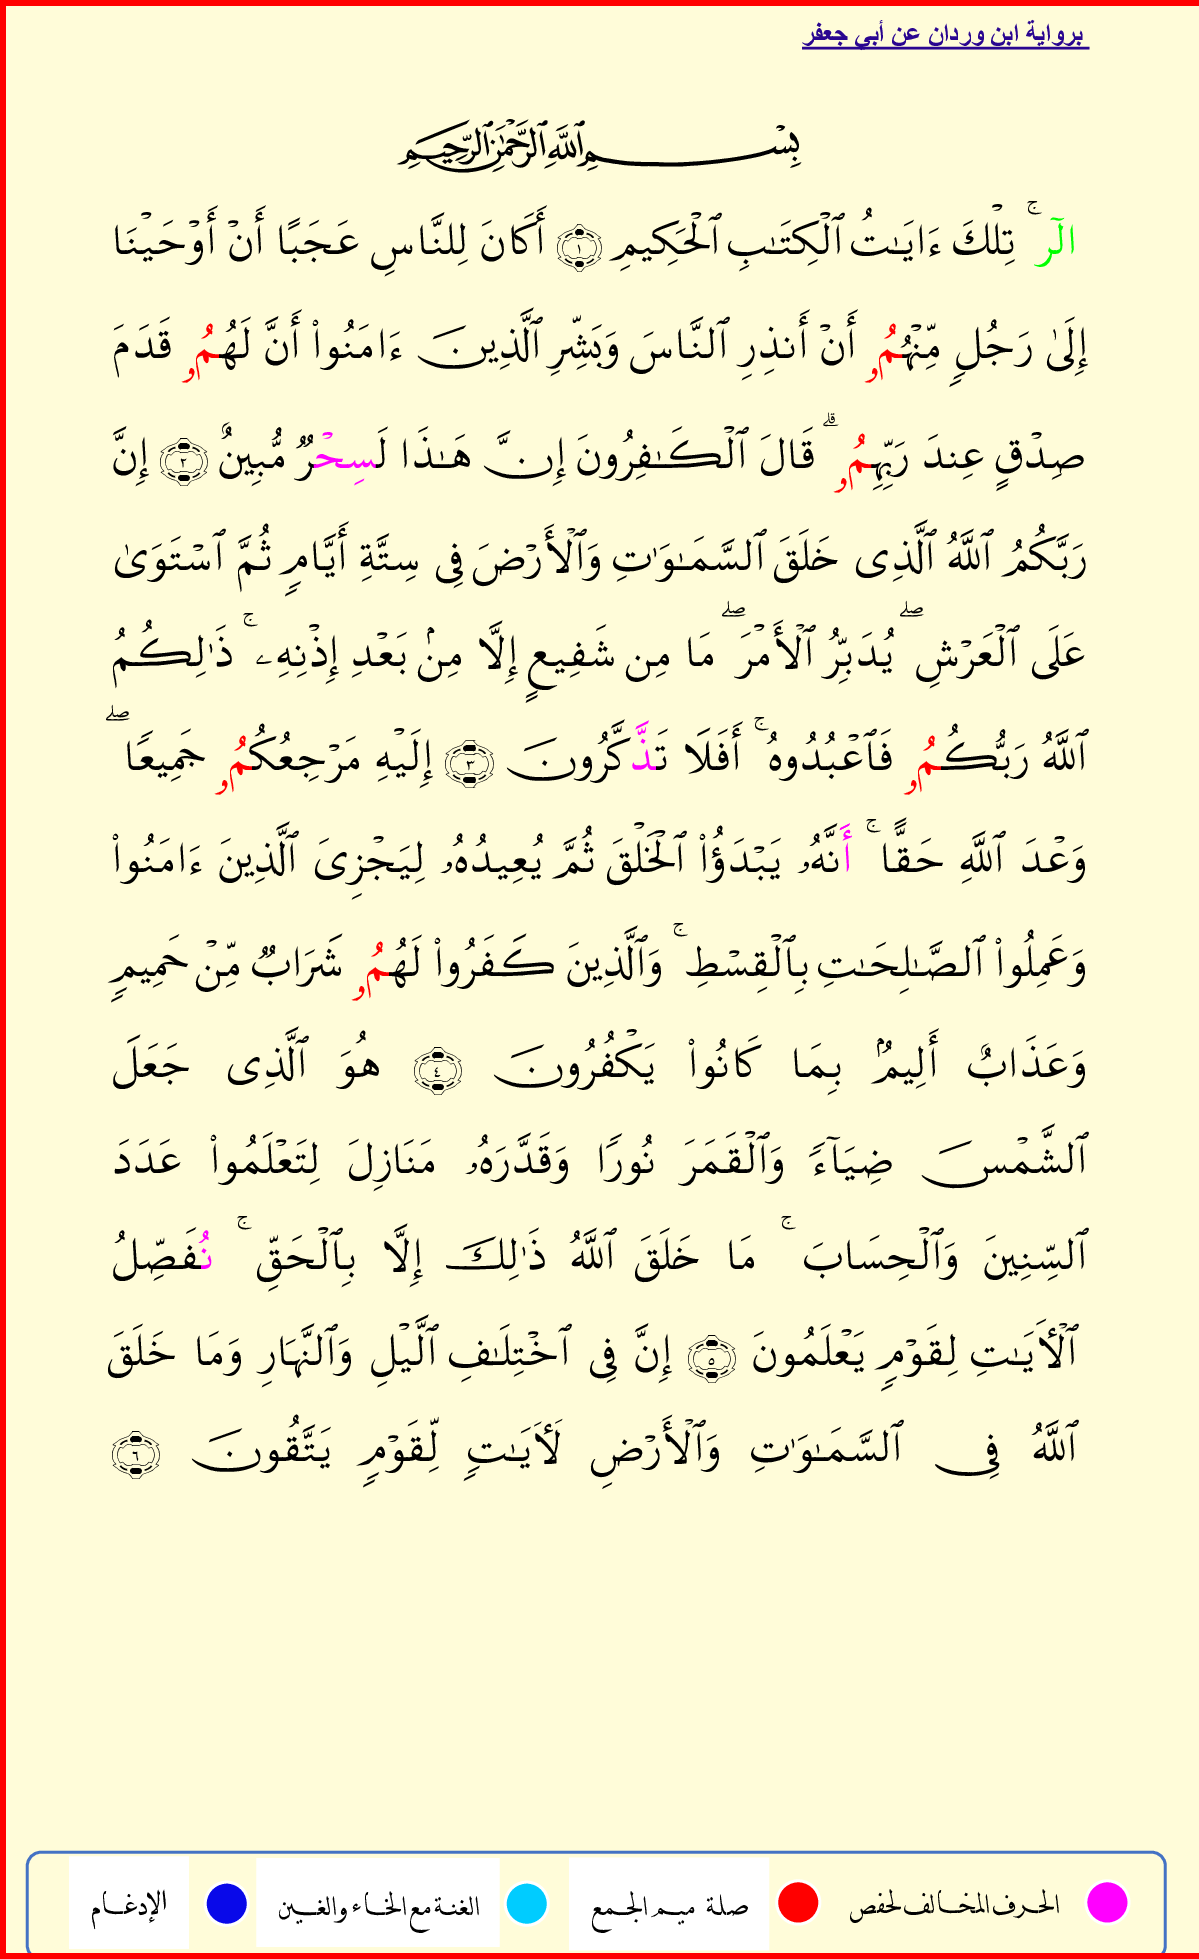 برواية ابن وردان عن أبي جعفر
بِسْمِ ٱللَّهِ ٱلرَّحْمَٰنِ ٱلرَّحِيمِ
الٓر ۚ تِلْكَ ءَايَٰتُ ٱلْكِتَٰبِ ٱلْحَكِيمِ ١ أَكَانَ لِلنَّاسِ عَجَبًا أَنْ أَوْحَيْنَا
إِلَىٰ رَجُلٍ مِّنْهُمُۥ أَنْ أَنذِرِ ٱلنَّاسَ وَبَشِّرِ ٱلَّذِينَ ءَامَنُوا۟ أَنَّ لَهُمُۥ قَدَمَ
صِدْقٍ عِندَ رَبِّهِمُۥ ۗ قَالَ ٱلْكَٰفِرُونَ إِنَّ هَٰذَا لَسِحْرٌ مُّبِينٌ ٢ إِنَّ
رَبَّكُمُ ٱللَّهُ ٱلَّذِى خَلَقَ ٱلسَّمَٰوَٰتِ وَٱلْأَرْضَ فِى سِتَّةِ أَيَّامٍ ثُمَّ ٱسْتَوَىٰ
عَلَى ٱلْعَرْشِ ۖ يُدَبِّرُ ٱلْأَمْرَ ۖ مَا مِن شَفِيعٍ إِلَّا مِنۢ بَعْدِ إِذْنِهِۦ ۚ ذَٰلِكُمُ
ٱللَّهُ رَبُّكُمُۥ فَٱعْبُدُوهُ ۚ أَفَلَا تَذَّكَّرُونَ ٣ إِلَيْهِ مَرْجِعُكُمُۥ جَمِيعًا ۖ
وَعْدَ ٱللَّهِ حَقًّا ۚ أَنَّهُۥ يَبْدَؤُا۟ ٱلْخَلْقَ ثُمَّ يُعِيدُهُۥ لِيَجْزِىَ ٱلَّذِينَ ءَامَنُوا۟
وَعَمِلُوا۟ ٱلصَّٰلِحَٰتِ بِٱلْقِسْطِ ۚ وَٱلَّذِينَ كَفَرُوا۟ لَهُمُۥ شَرَابٌ مِّنْ حَمِيمٍ
وَعَذَابٌ أَلِيمٌۢ بِمَا كَانُوا۟ يَكْفُرُونَ ٤ هُوَ ٱلَّذِى جَعَلَ
ٱلشَّمْسَ ضِيَآءً وَٱلْقَمَرَ نُورًا وَقَدَّرَهُۥ مَنَازِلَ لِتَعْلَمُوا۟ عَدَدَ
ٱلسِّنِينَ وَٱلْحِسَابَ ۚ مَا خَلَقَ ٱللَّهُ ذَٰلِكَ إِلَّا بِٱلْحَقِّ ۚ نُفَصِّلُ
ٱلْأَيَٰتِ لِقَوْمٍ يَعْلَمُونَ ٥ إِنَّ فِى ٱخْتِلَٰفِ ٱلَّيْلِ وَٱلنَّهَارِ وَمَا خَلَقَ
ٱللَّهُ فِى ٱلسَّمَٰوَٰتِ وَٱلْأَرْضِ لَأَيَٰتٍ لِّقَوْمٍ يَتَّقُونَ ٦
الحرف المخالف لحفص صلة ميم الجمع الغنة مع الخاء والغين الإدغام